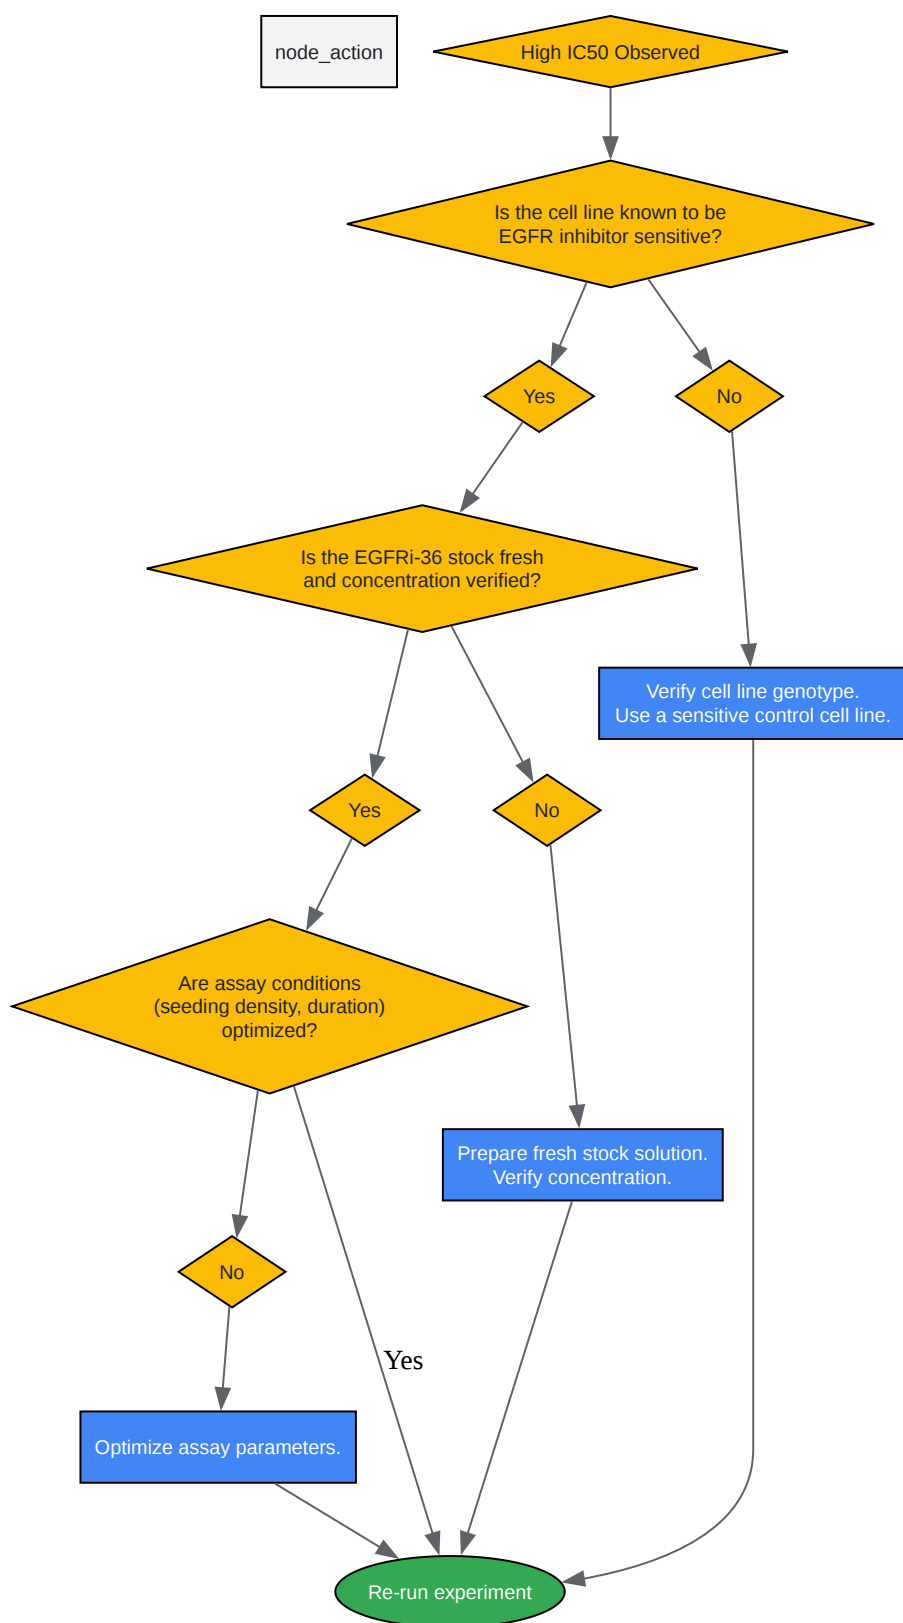 node_action
High IC50 Observed
Is the cell line known to be
EGFR inhibitor sensitive?
Yes
No
Is the EGFRi-36 stock fresh
and concentration verified?
Verify cell line genotype.
Use a sensitive control cell line.
Yes
No
Are assay conditions
(seeding density, duration)
optimized?
Prepare fresh stock solution.
Verify concentration.
No
Yes
Optimize assay parameters.
Re-run experiment